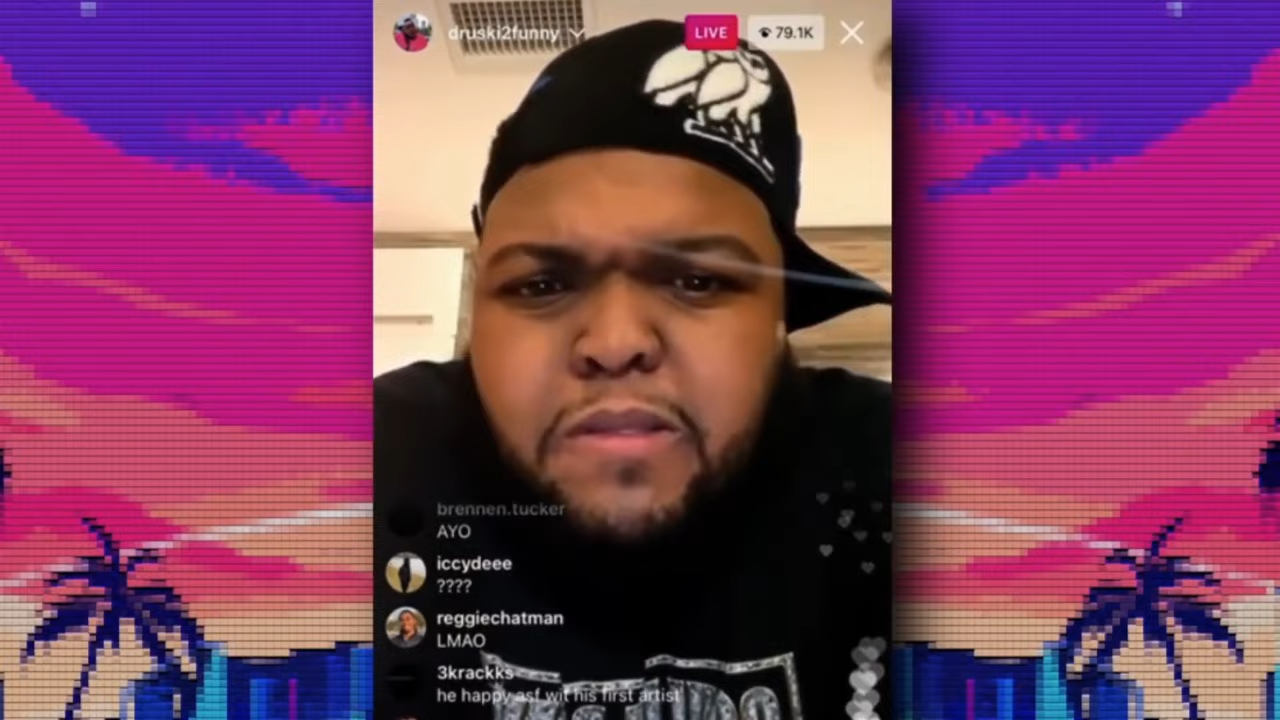 druski2funny
LIVE
79.1K
brennen.tucker
AYO
iccydeee
????
reggiechatman
LMAO
3krackks
he happy asf wit his first artist